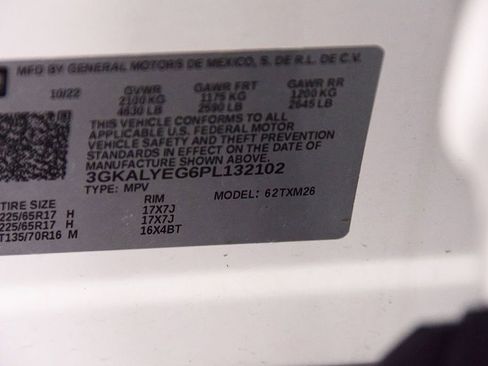 MFD BY GENERAL MOTORS DE MEXICO, S. DE R.L. DE C.V.
10/22 GVWR GAWR FRT GAWR RR
2100 KG 1175 KG 1200 KG
4630 LB 2590 LB 2645 LB
THIS VEHICLE CONFORMS TO ALL
APPLICABLE U.S. FEDERAL MOTOR
VEHICLE SAFETY AND THEFT PREVENTION
STANDARDS IN EFFECT ON THE DATE OF
MANUFACTURE SHOWN ABOVE.
3GKALYEG6PL132102
TYPE: MPV MODEL: 62TXM26
TIRE SIZE RIM
225/65R17 H 17X7J
225/65R17 H 17X7J
T135/70R16 M 16X4BT